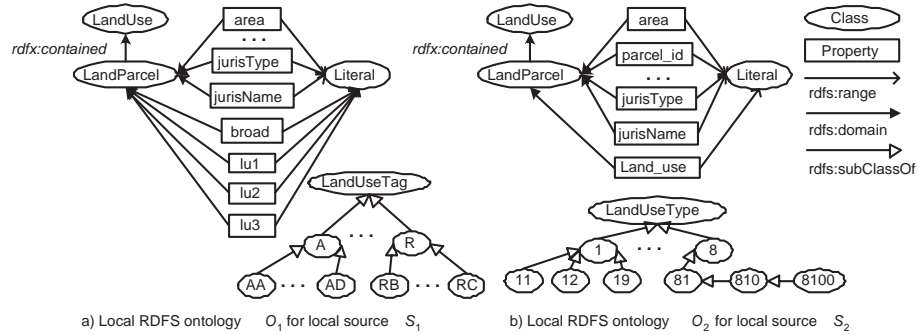 LandUse
rdfx:contained
LandParcel
area
...
jurisType
jurisName
Literal
broad
lu1
lu2
lu3
LandUseTag
A
...
R
AA
...
AD
RB
...
RC
a) Local RDFS ontology O1 for local source S1
LandUse
rdfx:contained
LandParcel
area
parcel_id
...
jurisType
jurisName
Land_use
Literal
LandUseType
1
...
8
11
12
19
81
810
8100
b) Local RDFS ontology O2 for local source S2
Class
Property
rdfs:range
rdfs:domain
rdfs:subClassOf